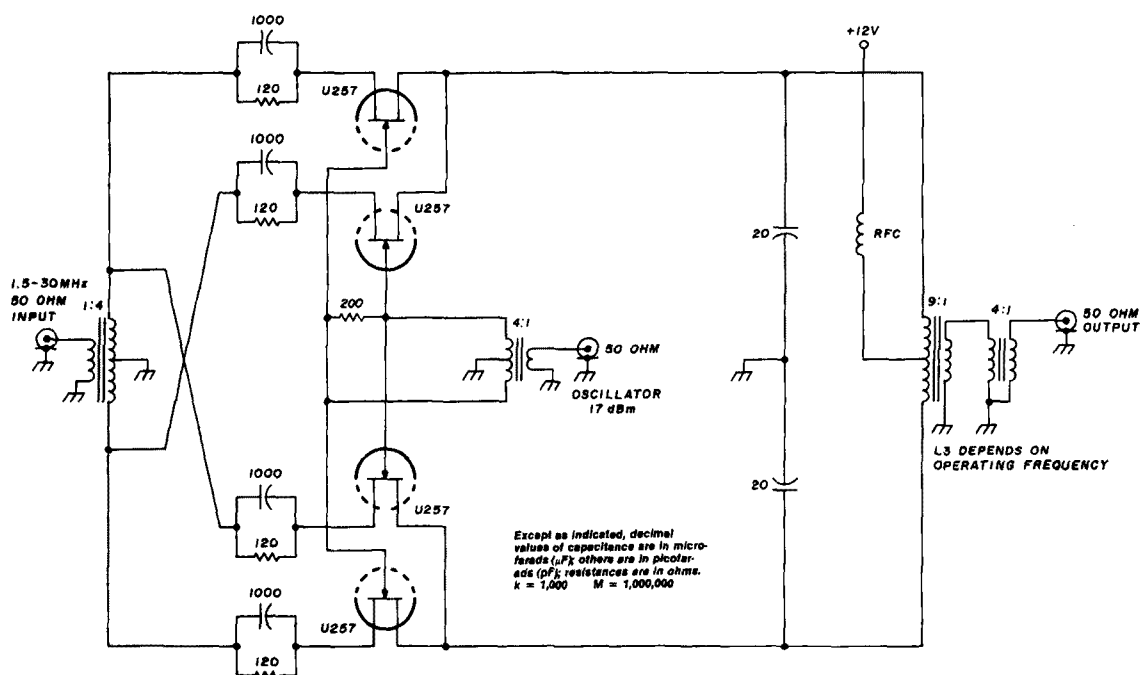 1000
120
U257
+12V
1000
120
U257
20
RFC
1.5-30MHz
50 OHM
INPUT
1:4
200
4:1
50 OHM
OSCILLATOR
17 dBm
9:1
4:1
50 OHM
OUTPUT
L3 DEPENDS ON
OPERATING FREQUENCY
1000
120
U257
20
Except as indicated, decimal
values of capacitance are in micro-
farads (μF); others are in picofar-
ads (pF); resistances are in ohms.
k = 1,000 M = 1,000,000
1000
120
U257